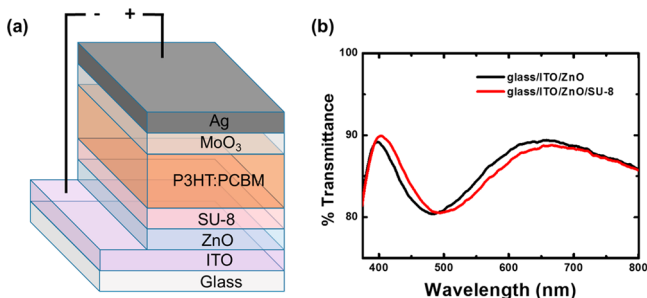 (a)
- +
Ag
MoO₃
P3HT:PCBM
SU-8
ZnO
ITO
Glass
(b)
100
90
80
% Transmittance
glass/ITO/ZnO
glass/ITO/ZnO/SU-8
400 500 600 700 800
Wavelength (nm)